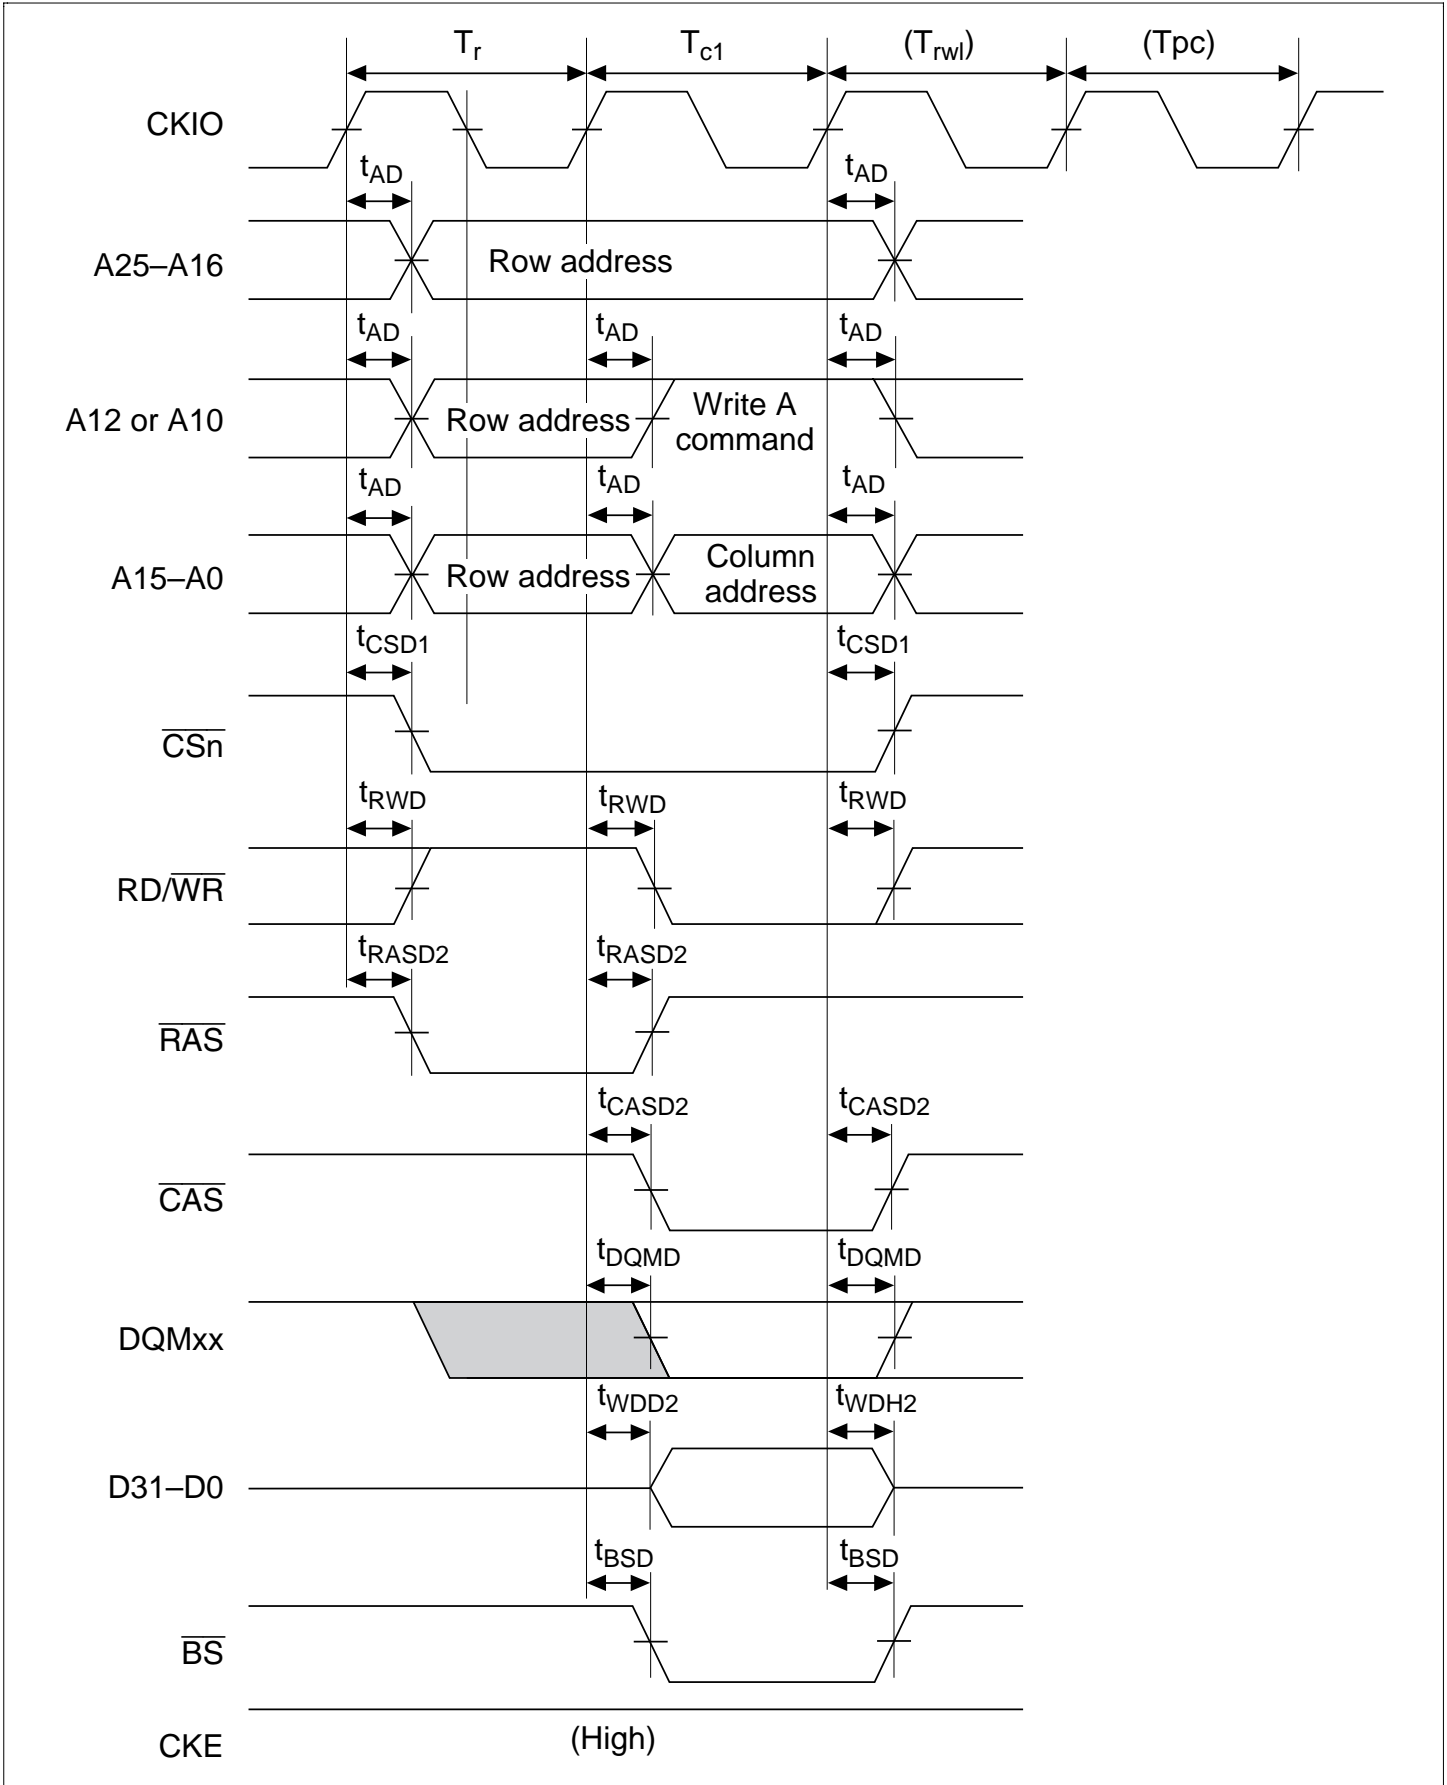 Tr Tc1 (Trwl) (Tpc)
CKIO
tAD tAD
A25–A16 Row address
tAD tAD tAD
A12 or A10 Row address Write A
command
tAD tAD tAD
A15–A0 Row address Column
address
tCSD1 tCSD1
CSn
tRWD tRWD tRWD
RD/WR
tRASD2 tRASD2
RAS
tCASD2 tCASD2
CAS
tDQMD tDQMD
DQMxx
tWDD2 tWDH2
D31–D0
tBSD tBSD
BS
(High)
CKE